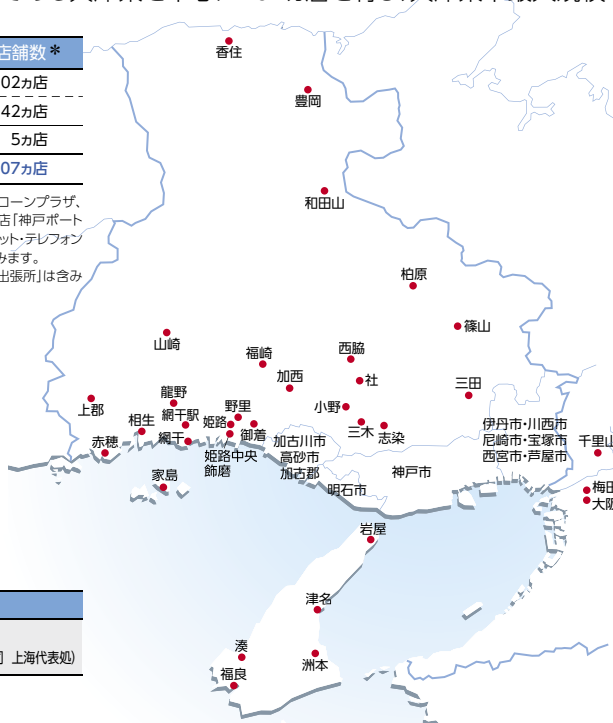 店舗数*
02ヵ店
42ヵ店
5ヵ店
07ヵ店
ローンプラザ、
店「神戸ポート
ット・テレフォン
みます。
出張所」は含み
香住
豊岡
和田山
柏原
篠山
山崎
福崎
西脇
加西
社
三田
上郡
龍野
小野
相生
網干駅
姫路
野里
三木
志染
赤穂
網干
御着
姫路中央
飾磨
加古川市
高砂市
加古郡
明石市
神戸市
伊丹市・川西市
尼崎市・宝塚市
西宮市・芦屋市
千里山
梅田
大阪
家島
岩屋
津名
湊
洲本
福良
上海代表処)